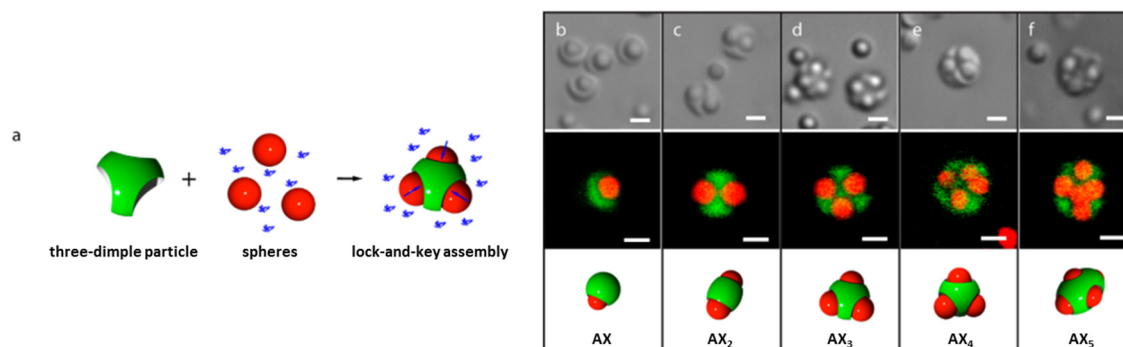 a
+
three-dimple particle
spheres
lock-and-key assembly
b
c
d
e
f
AX
AX₂
AX₃
AX₄
AX₅